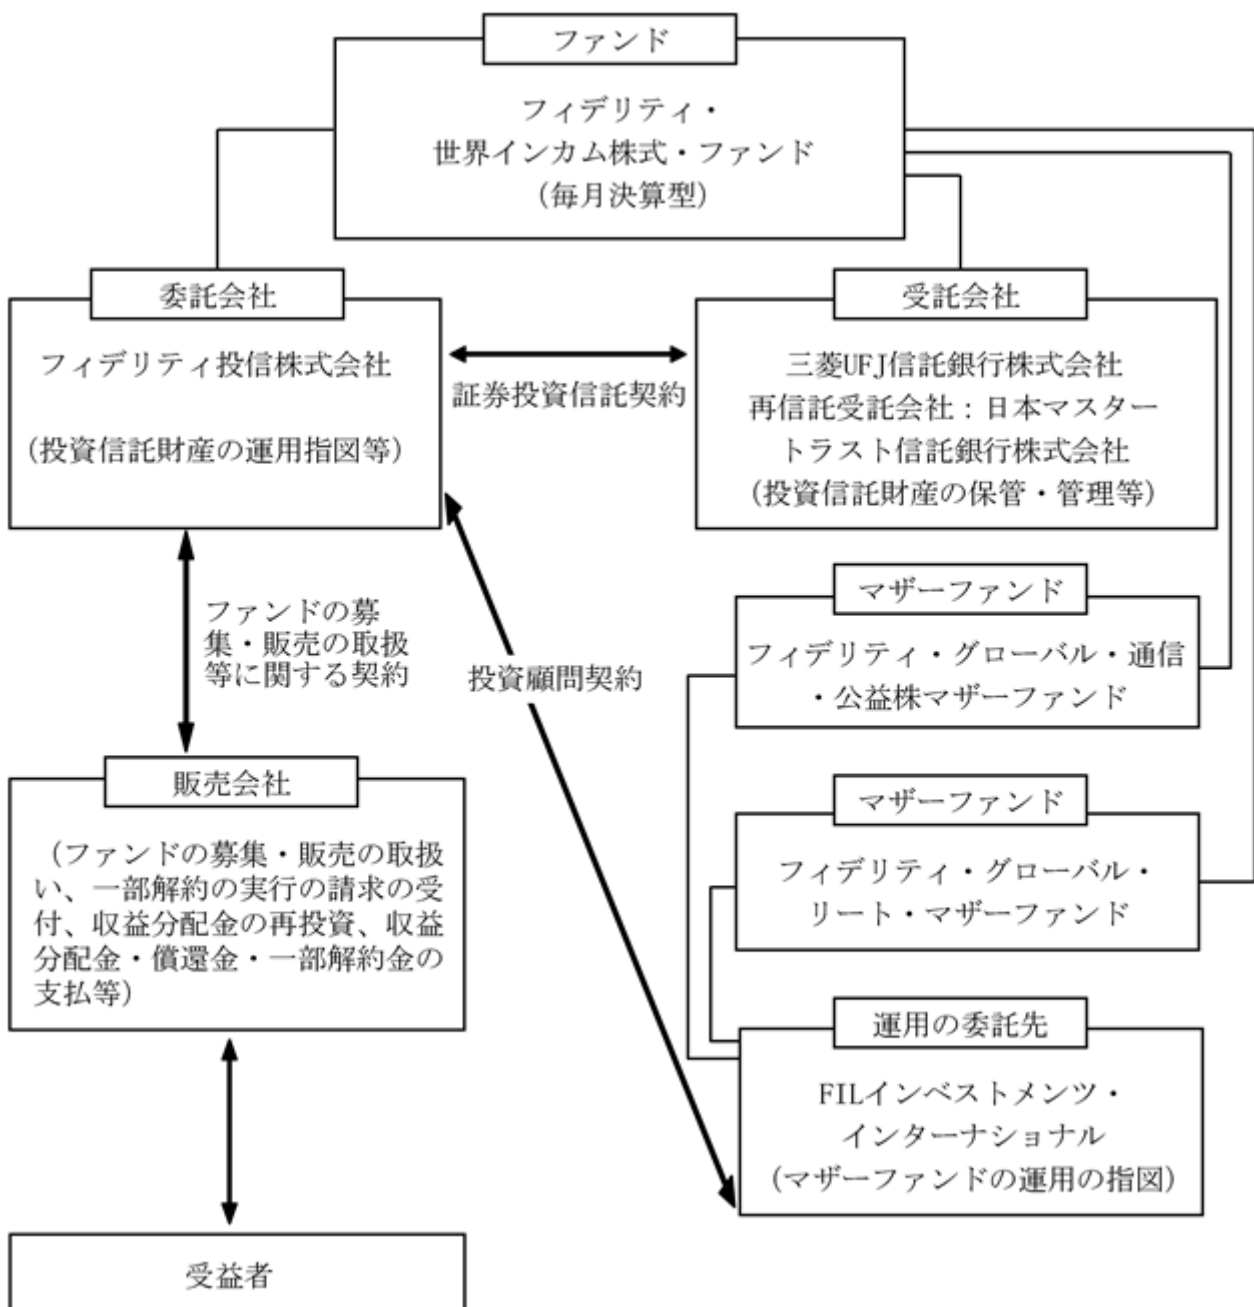 ファンド
フィデリティ・
世界インカム株式・ファンド
（毎月決算型）
委託会社
フィデリティ投信株式会社
（投資信託財産の運用指図等）
証券投資信託契約
受託会社
三菱UFJ信託銀行株式会社
再信託受託会社：日本マスター
トラスト信託銀行株式会社
（投資信託財産の保管・管理等）
ファンドの募
集・販売の取扱
等に関する契約
投資顧問契約
マザーファンド
フィデリティ・グローバル・通信
・公益株マザーファンド
販売会社
（ファンドの募集・販売の取扱
い、一部解約の実行の請求の受
付、収益分配金の再投資、収益
分配金・償還金・一部解約金の
支払等）
マザーファンド
フィデリティ・グローバル・
リート・マザーファンド
運用の委託先
FILインベストメンツ・
インターナショナル
（マザーファンドの運用の指図）
受益者